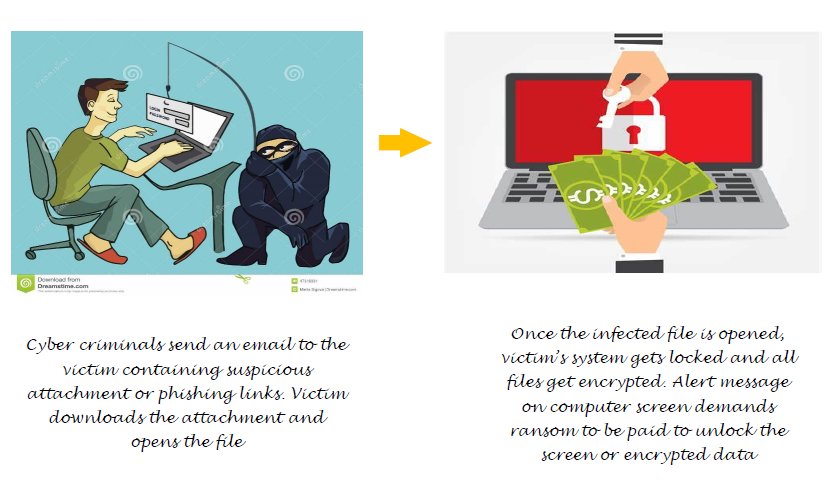 LOGIN
PASSWORD
Download from
Dreamstime.com
Cyber criminals send an email to the
victim containing suspicious
attachment or phishing links. Victim
downloads the attachment and
opens the file
Once the infected file is opened,
victim's system gets locked and all
files get encrypted. Alert message
on computer screen demands
ransom to be paid to unlock the
screen or encrypted data